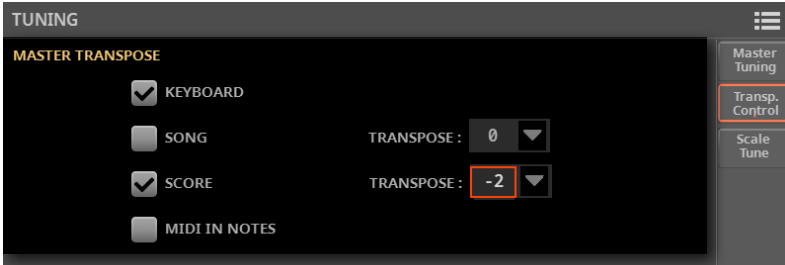 TUNING
MASTER TRANSPOSE
KEYBOARD
SONG TRANSPOSE : 0
SCORE TRANSPOSE : -2
MIDI IN NOTES
Master
Tuning
Transp.
Control
Scale
Tune